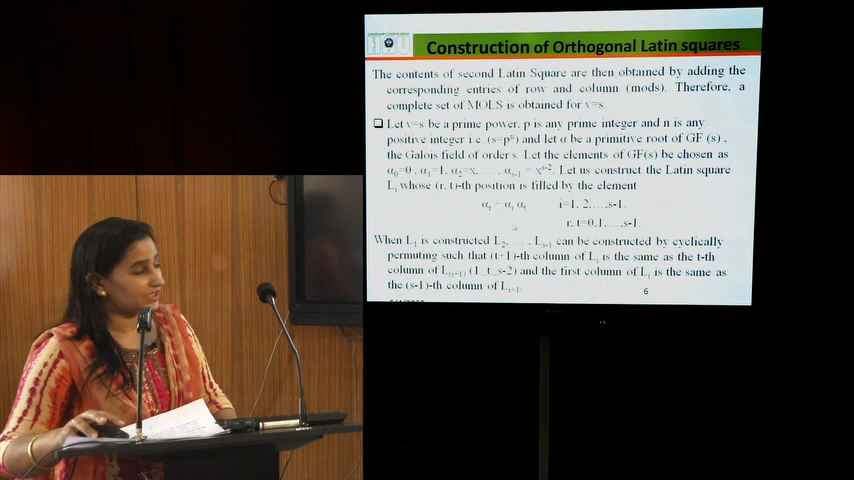 Construction of Orthogonal Latin squares
The contents of second Latin Square are then obtained by adding the
corresponding entries of row and column (mods). Therefore, a
complete set of MOLS is obtained for v=s.
Let v=s be a prime power, p is any prime integer and n is any
positive integer i.e. (s=pⁿ) and let α be a primitive root of GF (s) ,
the Galois field of order s. Let the elements of GF(s) be chosen as
α₀=0 , α₁=1, α₂=x, … , αₛ₋₁ = xˢ⁻². Let us construct the Latin square
Lᵢ whose (r, t)-th position is filled by the element
αᵣ + αᵢ αₜ i=1, 2,…,s-1,
r, t=0,1,…,s-1.
When L₁ is constructed L₂, … , Lₛ₋₁ can be constructed by cyclically
permuting such that (t+1)-th column of Lᵢ is the same as the t-th
column of L₍ᵢ₊₁₎ (1_t_s-2) and the first column of Lᵢ is the same as
the (s-1)-th column of Lᵢ₊₁.
6